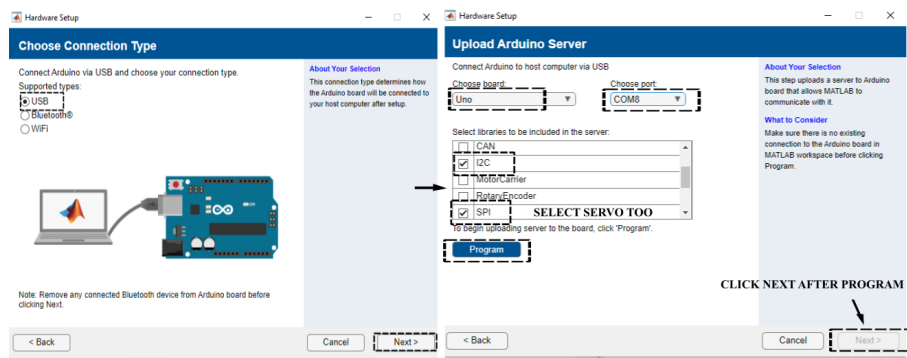 Hardware Setup
Choose Connection Type
Connect Arduino via USB and choose your connection type.
Supported types:
USB
Bluetooth®
WiFi
Note: Remove any connected Bluetooth device from Arduino board before
clicking Next.
About Your Selection
This connection type determines how
the Arduino board will be connected to
your host computer after setup.
< Back
Cancel
Next >
Hardware Setup
Upload Arduino Server
Connect Arduino to host computer via USB
Choose board:
Choose port:
Uno
COM8
Select libraries to be included in the server:
CAN
I2C
MotorCarrier
RotaryEncoder
SPI
SELECT SERVO TOO
To begin uploading server to the board, click 'Program'.
Program
About Your Selection
This step uploads a server to Arduino
board that allows MATLAB to
communicate with it.
What to Consider
Make sure there is no existing
connection to the Arduino board in
MATLAB workspace before clicking
Program.
CLICK NEXT AFTER PROGRAM
< Back
Cancel
Next >